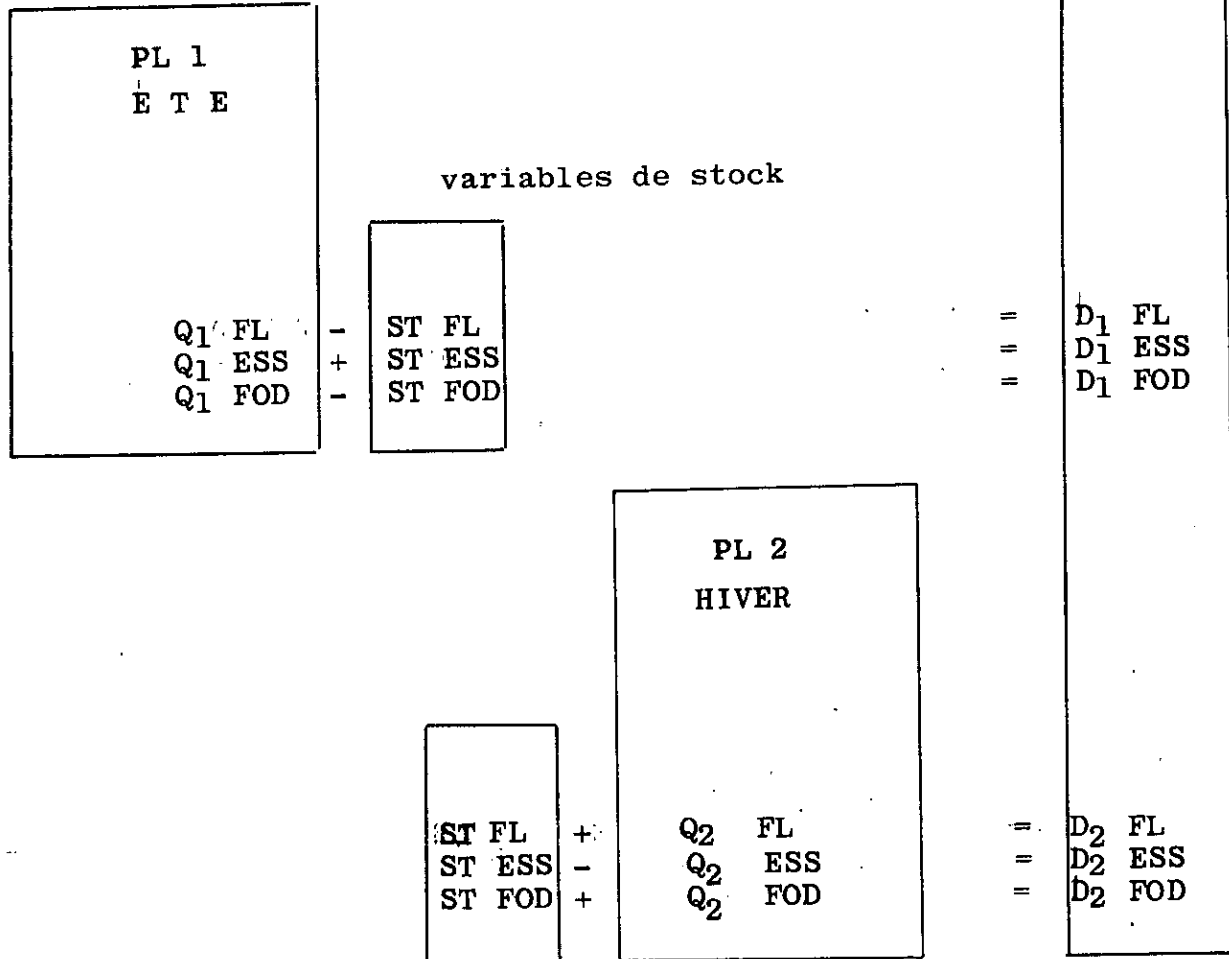 PL 1
E T E
variables de stock
Q1 FL - ST FL = D1 FL
Q1 ESS + ST ESS = D1 ESS
Q1 FOD - ST FOD = D1 FOD
PL 2
HIVER
ST FL + Q2 FL = D2 FL
ST ESS - Q2 ESS = D2 ESS
ST FOD + Q2 FOD = D2 FOD